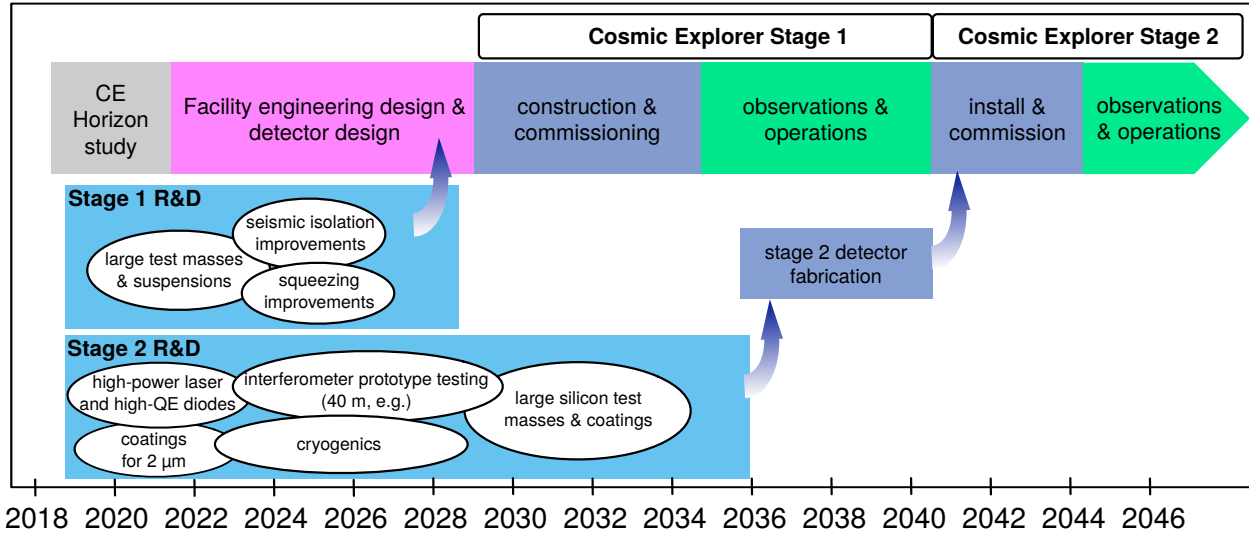 Cosmic Explorer Stage 1
Cosmic Explorer Stage 2
CE
Horizon
study
Facility engineering design &
detector design
construction &
commissioning
observations &
operations
install &
commission
observations
& operations
Stage 1 R&D
seismic isolation
improvements
large test masses
& suspensions
squeezing
improvements
stage 2 detector
fabrication
Stage 2 R&D
high-power laser
and high-QE diodes
interferometer prototype testing
(40 m, e.g.)
large silicon test
masses & coatings
coatings
for 2 μm
cryogenics
2018 2020 2022 2024 2026 2028 2030 2032 2034 2036 2038 2040 2042 2044 2046